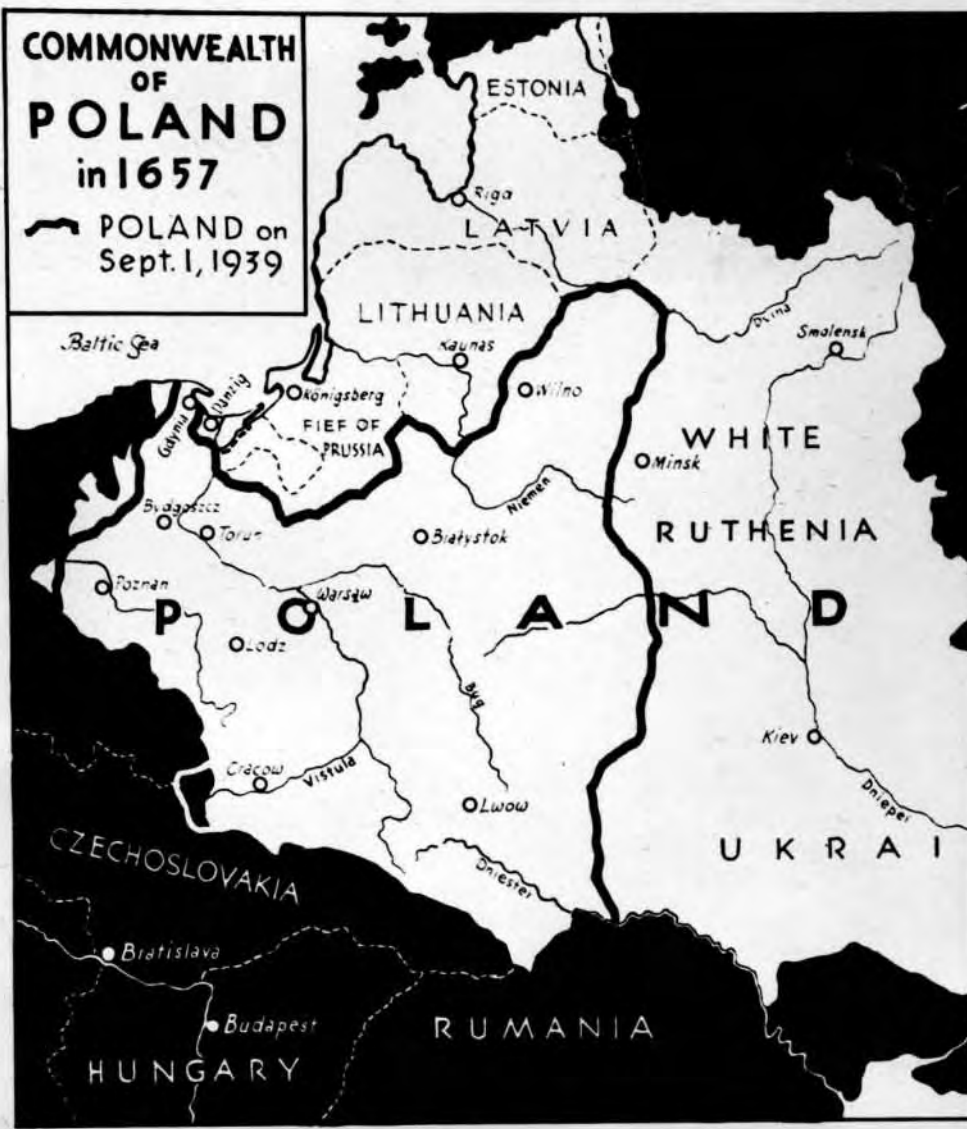 COMMONWEALTH
OF
POLAND
in 1657
POLAND on
Sept. 1, 1939
ESTONIA
Riga
LATVIA
LITHUANIA
Baltic Sea
Kaunas
Dzina
Smolensk
Gdynia
Danzig
Königsberg
Wilno
FIEF OF
PRUSSIA
WHITE
Minsk
Niemen
Bydgoszcz
Torun
Białystok
RUTHENIA
Poznan
Warsaw
POLAND
Lodz
Bug
Kiev
Cracow
Vistula
Lwow
Dnieper
UKRAI
CZECHOSLOVAKIA
Dniester
Bratislava
Budapest
RUMANIA
HUNGARY